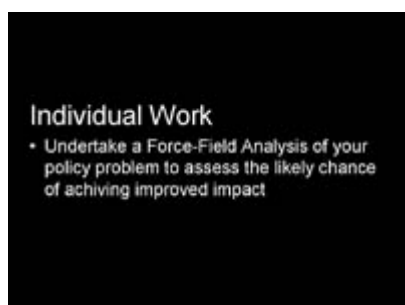 Individual Work
• Undertake a Force-Field Analysis of your
policy problem to assess the likely chance
of achiving improved impact